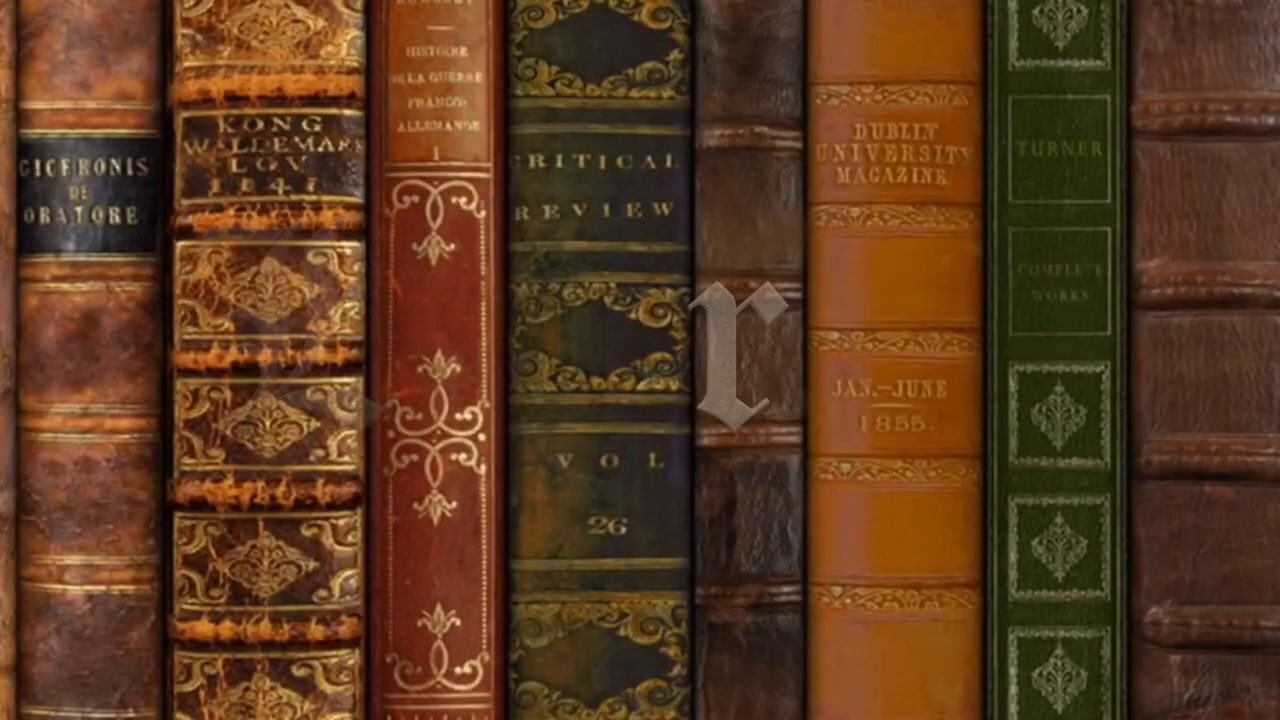 CICERONIS
DE
ORATORE
KONG
WALDEMARS
LOV
1147
HISTOIRE
DE LA GUERRE
FRANCO-
ALLEMANDE
1
CRITICAL
REVIEW
VOL
26
r
DUBLIN
UNIVERSITY
MAGAZINE.
JAN.—JUNE
1855.
TURNER
COMPLETE
WORKS